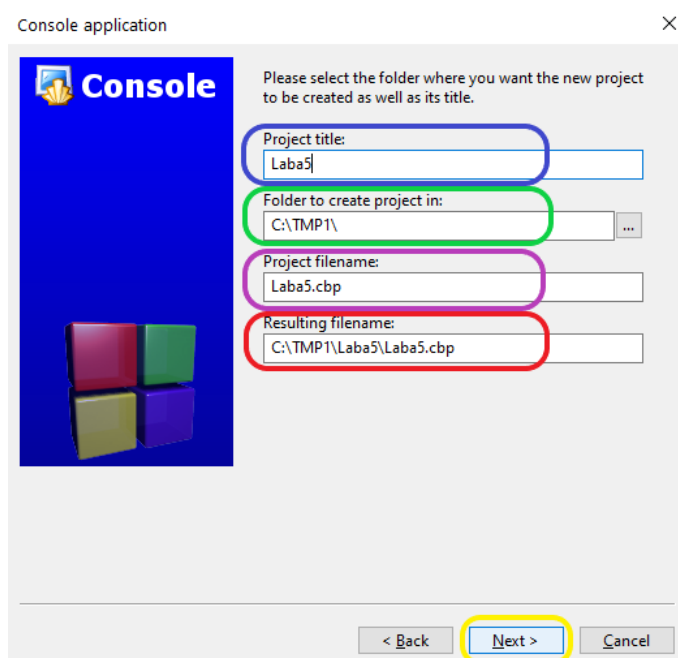 Console application
Console
Please select the folder where you want the new project
to be created as well as its title.
Project title:
Laba5
Folder to create project in:
C:\TMP1\
...
Project filename:
Laba5.cbp
Resulting filename:
C:\TMP1\Laba5\Laba5.cbp
< Back
Next >
Cancel